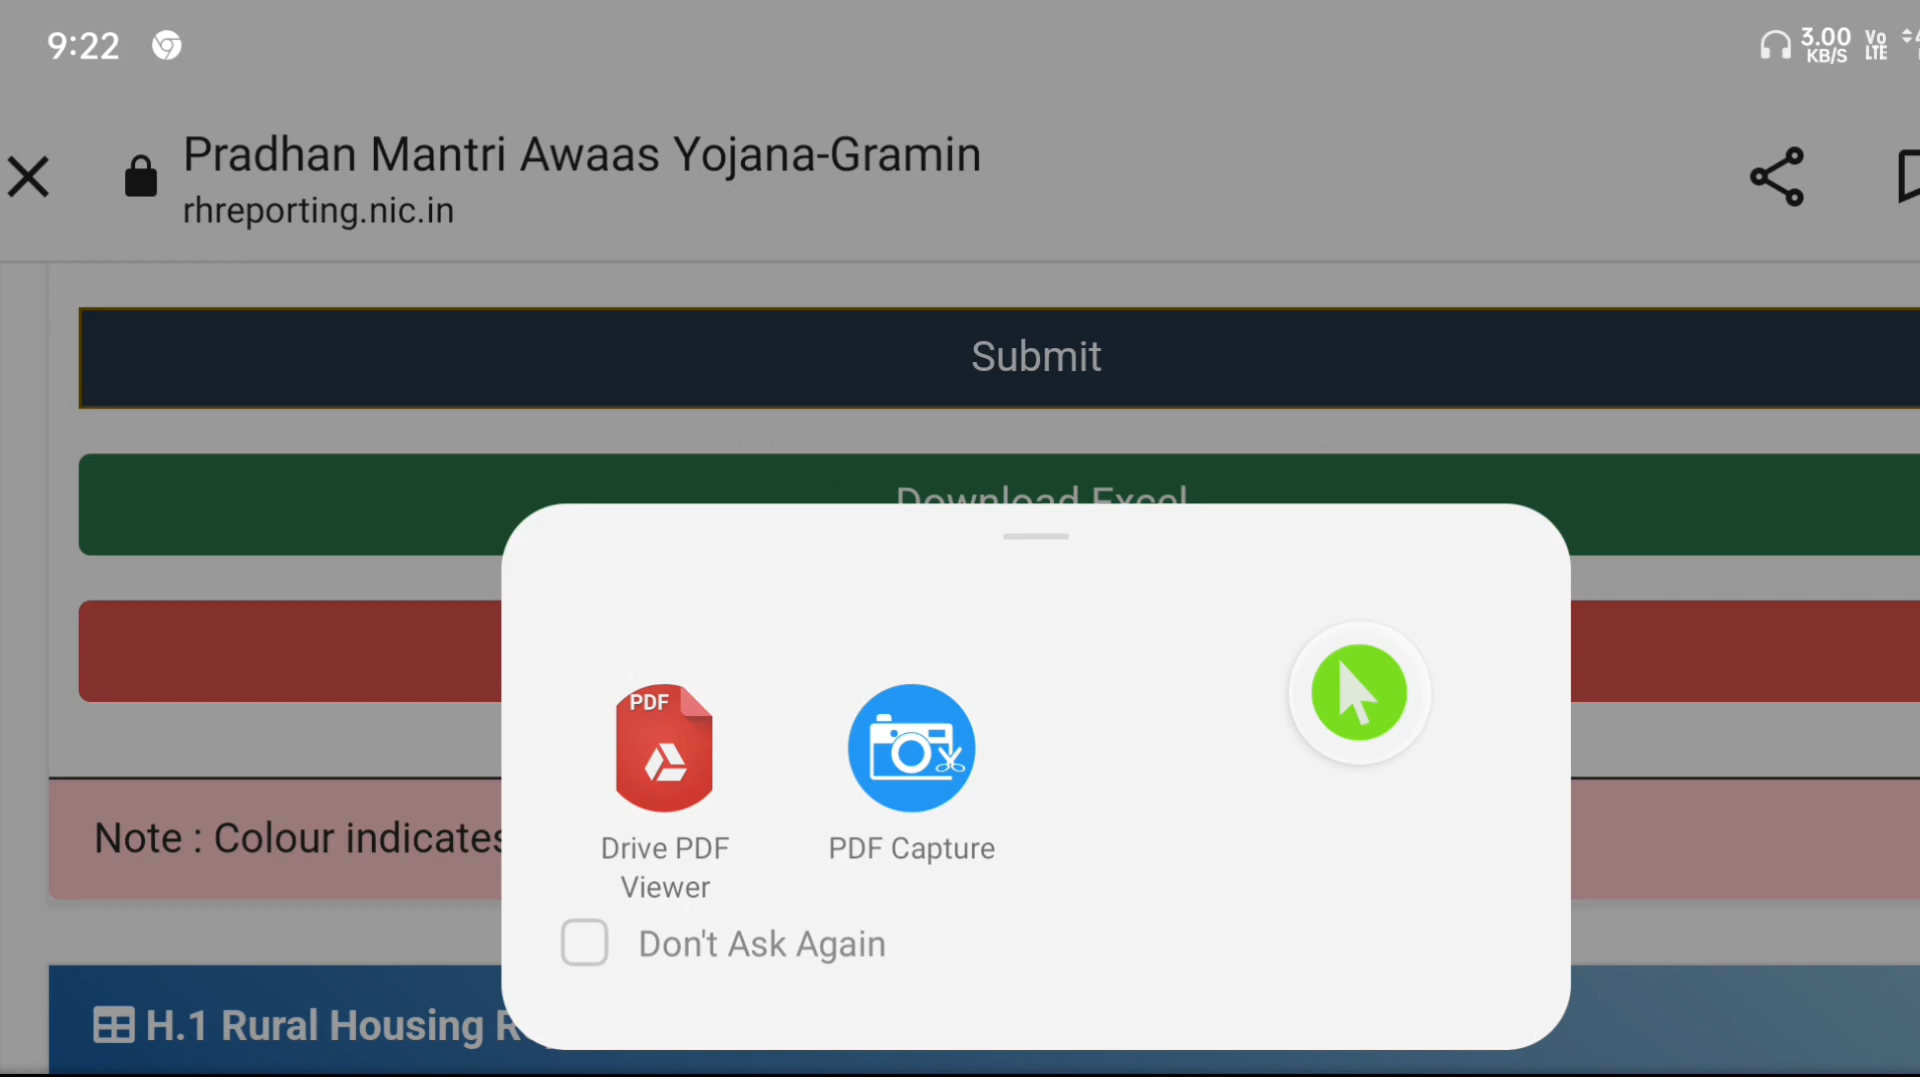 9:22
3.00
KB/S
Vo
LTE
Pradhan Mantri Awaas Yojana-Gramin
rhreporting.nic.in
Submit
Download Excel
PDF
Drive PDF
Viewer
PDF Capture
Note : Colour indicates
Don't Ask Again
H.1 Rural Housing R